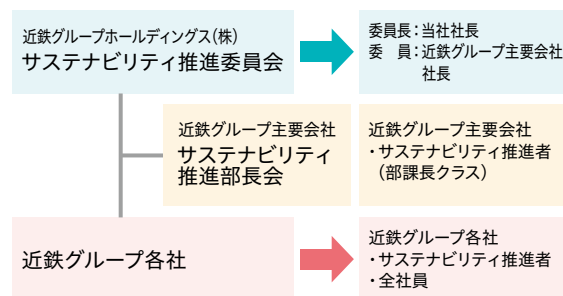 近鉄グループホールディングス(株)
サステナビリティ推進委員会
委員長：当社社長
委　員：近鉄グループ主要会社
社長
近鉄グループ主要会社
サステナビリティ
推進部長会
近鉄グループ主要会社
・サステナビリティ推進者
（部課長クラス）
近鉄グループ各社
近鉄グループ各社
・サステナビリティ推進者
・全社員